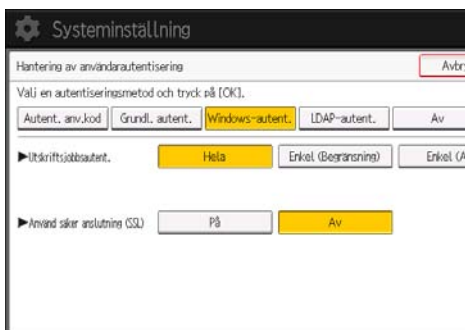 Systeminställning
Hantering av användarautentisering
Avbry
Välj en autentiseringsmetod och tryck på [OK].
Autent. anv.kod Grundl. autent. Windows-autent. LDAP-autent. Av
►Utskriftsjobbsautent. Hela Enkel (Begränsning) Enkel (A
►Använd säker anslutning (SSL) På Av